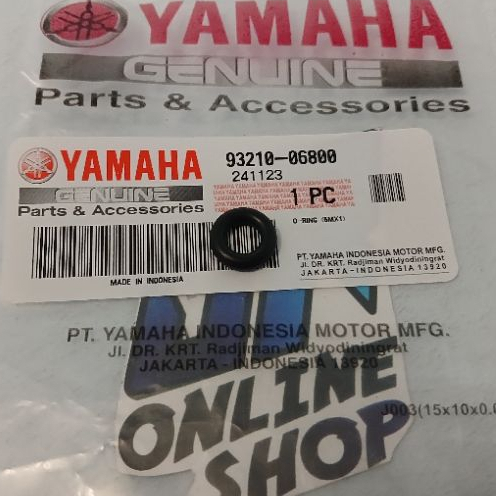 YAMAHA
GENUINE
Parts & Accessories
YAMAHA
GENUINE
Parts & Accessories
93210-06800
241123
1 PC
O-RING (5MX1)
MADE IN INDONESIA
PT. YAMAHA INDONESIA MOTOR MFG.
Jl. DR. KRT. Radjiman Widyodiningrat
JAKARTA - INDONESIA 13920
PT. YAMAHA INDONESIA MOTOR MFG.
Jl. DR. KRT. Radjiman Widyodiningrat
JAKARTA - INDONESIA 13920
ONLINE
SHOP